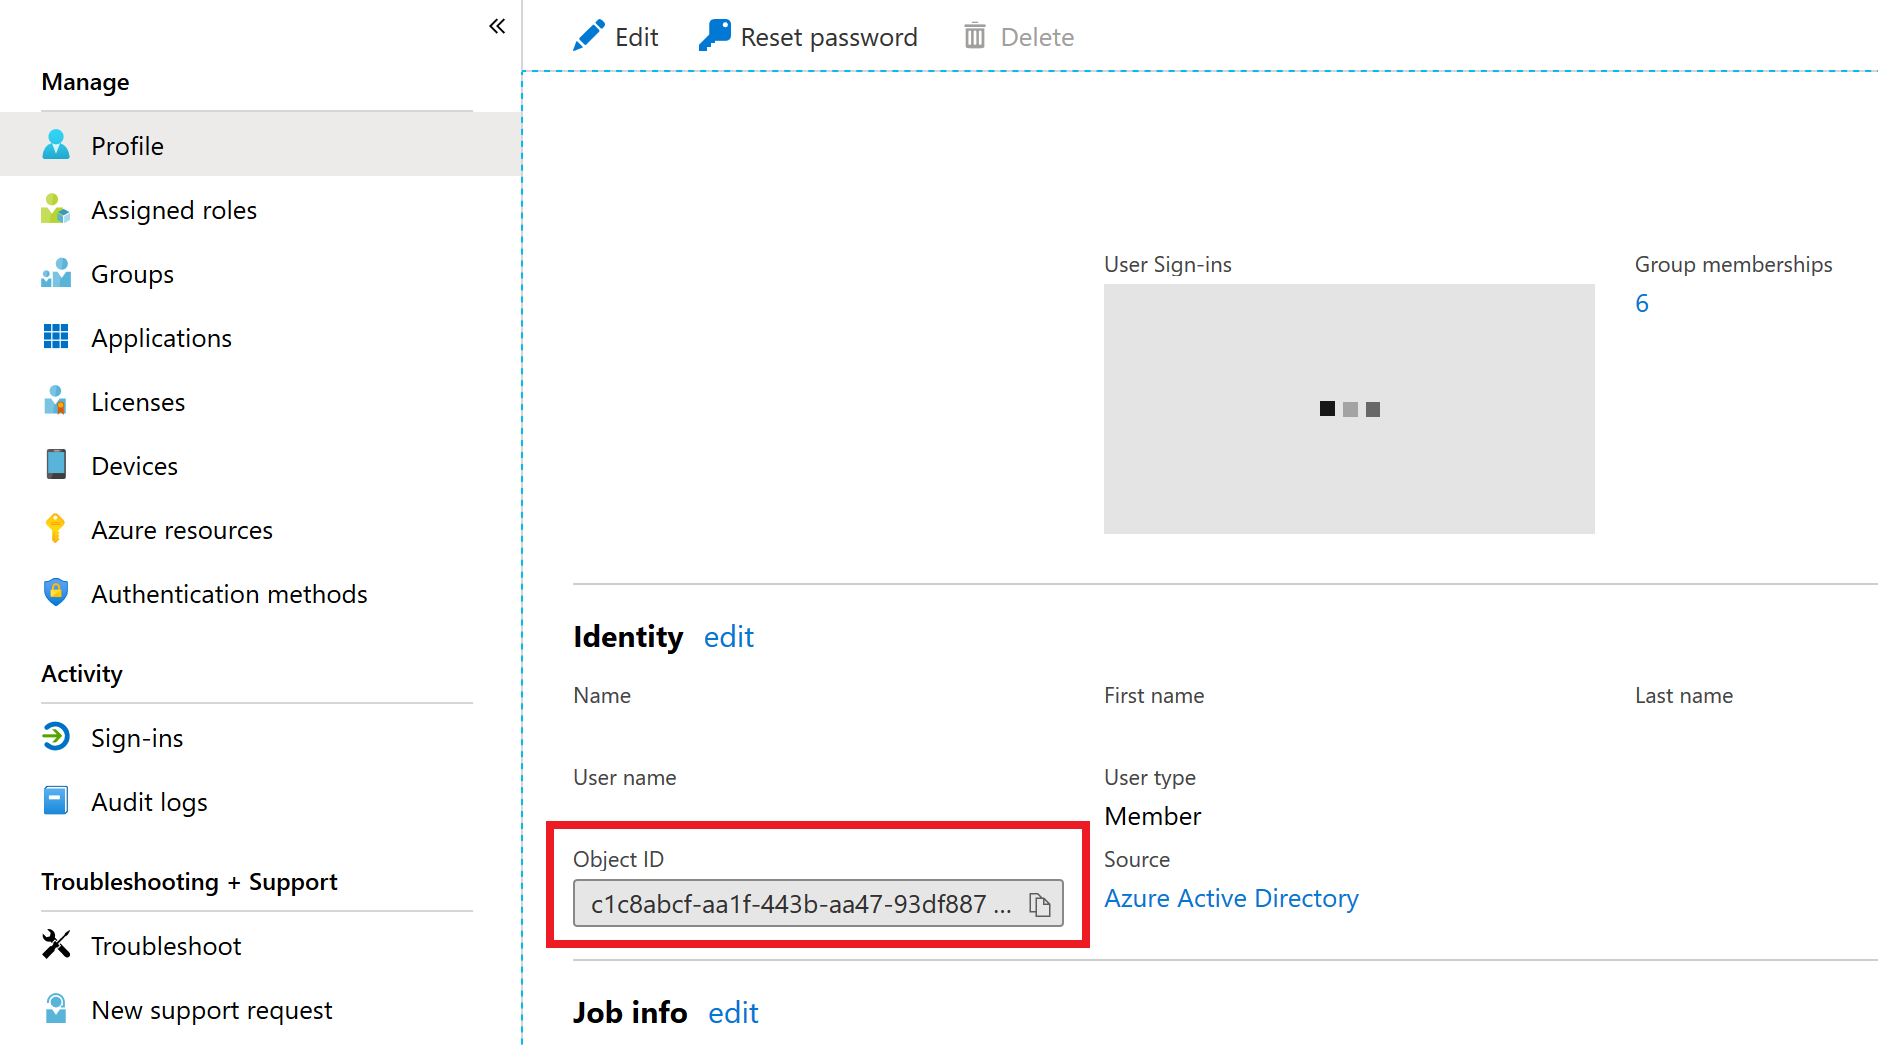 Manage
Profile
Assigned roles
Groups
Applications
Licenses
Devices
Azure resources
Authentication methods
Activity
Sign-ins
Audit logs
Troubleshooting + Support
Troubleshoot
New support request
Edit
Reset password
Delete
User Sign-ins
Group memberships
6
Identity edit
Name
First name
Last name
User name
User type
Member
Object ID
c1c8abcf-aa1f-443b-aa47-93df887 ...
Source
Azure Active Directory
Job info edit